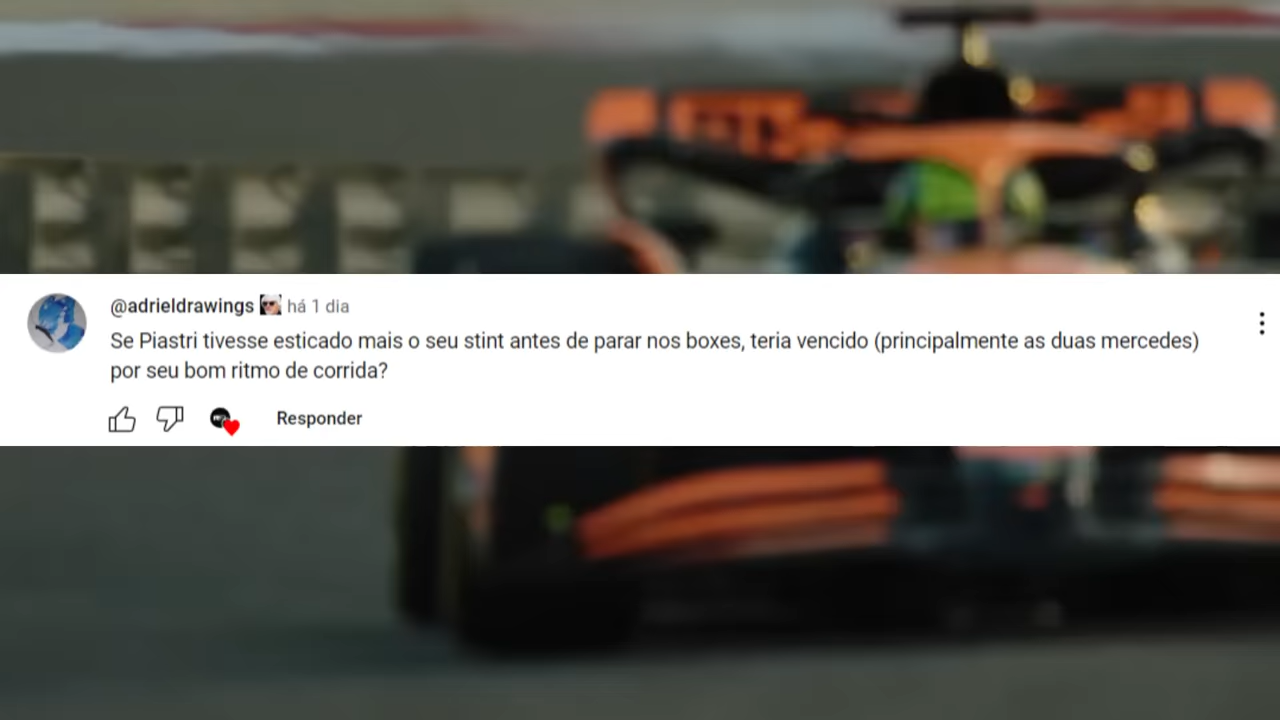 @adrieldrawings há 1 dia
Se Piastri tivesse esticado mais o seu stint antes de parar nos boxes, teria vencido (principalmente as duas mercedes)
por seu bom ritmo de corrida?
Responder